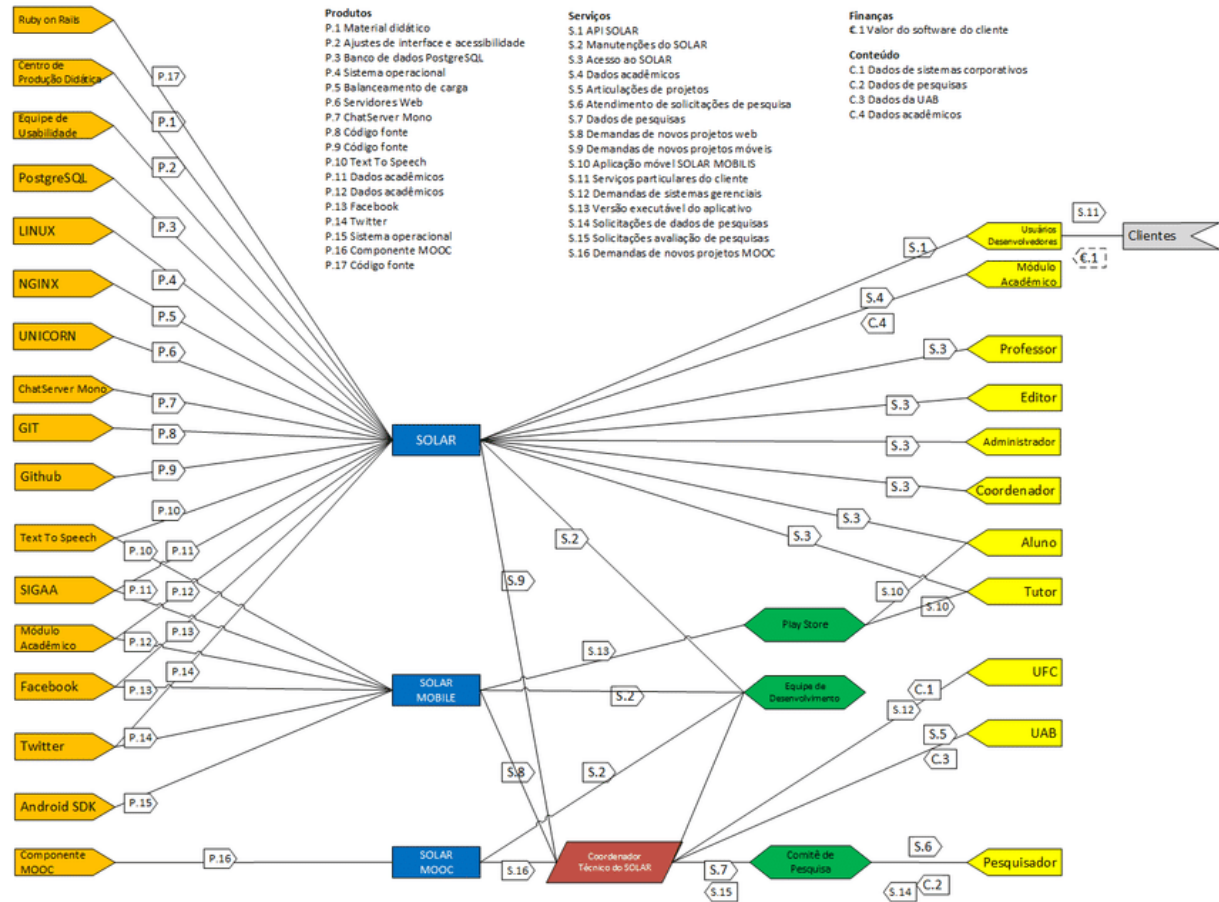 Produtos
P.1 Material didático
P.2 Ajustes de interface e acessibilidade
P.3 Banco de dados PostgreSQL
P.4 Sistema operacional
P.5 Balanceamento de carga
P.6 Servidores Web
P.7 ChatServer Mono
P.8 Código fonte
P.9 Código fonte
P.10 Text To Speech
P.11 Dados acadêmicos
P.12 Dados acadêmicos
P.13 Facebook
P.14 Twitter
P.15 Sistema operacional
P.16 Componente MOOC
P.17 Código fonte
Serviços
S.1 API SOLAR
S.2 Manutenções do SOLAR
S.3 Acesso ao SOLAR
S.4 Dados acadêmicos
S.5 Articulações de projetos
S.6 Atendimento de solicitações de pesquisa
S.7 Dados de pesquisas
S.8 Demandas de novos projetos web
S.9 Demandas de novos projetos móveis
S.10 Aplicação móvel SOLAR MOBILIS
S.11 Serviços particulares do cliente
S.12 Demandas de sistemas gerenciais
S.13 Versão executável do aplicativo
S.14 Solicitações de dados de pesquisas
S.15 Solicitações avaliação de pesquisas
S.16 Demandas de novos projetos MOOC
Finanças
€.1 Valor do software do cliente
Conteúdo
C.1 Dados de sistemas corporativos
C.2 Dados de pesquisas
C.3 Dados da UAB
C.4 Dados acadêmicos
Ruby on Rails
Centro de
Produção Didática
Equipe de
Usabilidade
PostgreSQL
LINUX
NGINX
UNICORN
ChatServer Mono
GIT
Github
Text To Speech
SIGAA
Módulo
Acadêmico
Facebook
Twitter
Android SDK
Componente
MOOC
P.17
P.1
P.2
P.3
P.4
P.5
P.6
P.7
P.8
P.9
P.10
P.10
P.11
P.11
P.12
P.12
P.13
P.13
P.14
P.14
P.15
P.16
SOLAR
SOLAR
MOBILE
SOLAR
MOOC
S.9
S.2
S.13
S.2
S.8
S.2
S.16
Coordenador
Técnico do SOLAR
Play Store
Equipe de
Desenvolvimento
Comitê de
Pesquisa
S.7
S.15
S.1
S.4
C.4
S.3
S.3
S.3
S.3
S.3
S.3
S.10
S.10
C.1
S.12
S.5
C.3
S.6
S.14
C.2
Usuários
Desenvolvedores
Módulo
Acadêmico
Professor
Editor
Administrador
Coordenador
Aluno
Tutor
UFC
UAB
Pesquisador
S.11
€.1
Clientes